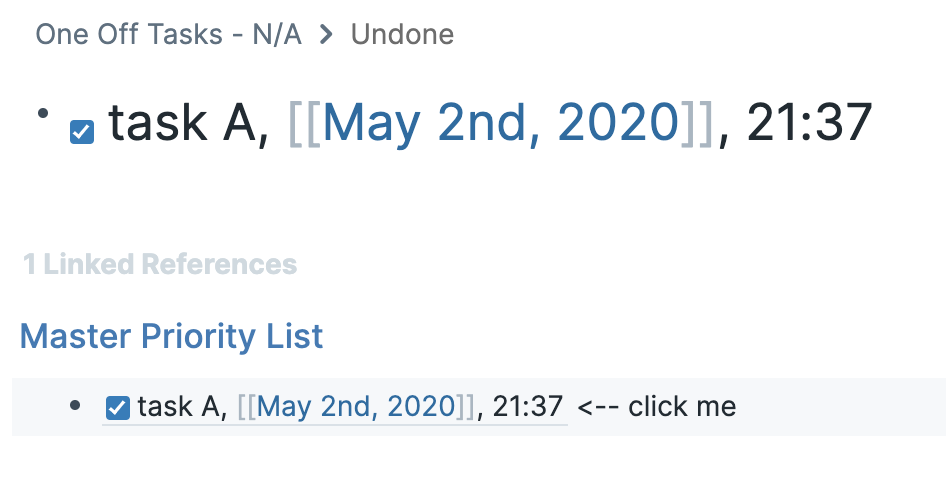 One Off Tasks - N/A > Undone
• task A, [[May 2nd, 2020]], 21:37
1 Linked References
Master Priority List
• task A, [[May 2nd, 2020]], 21:37 <-- click me